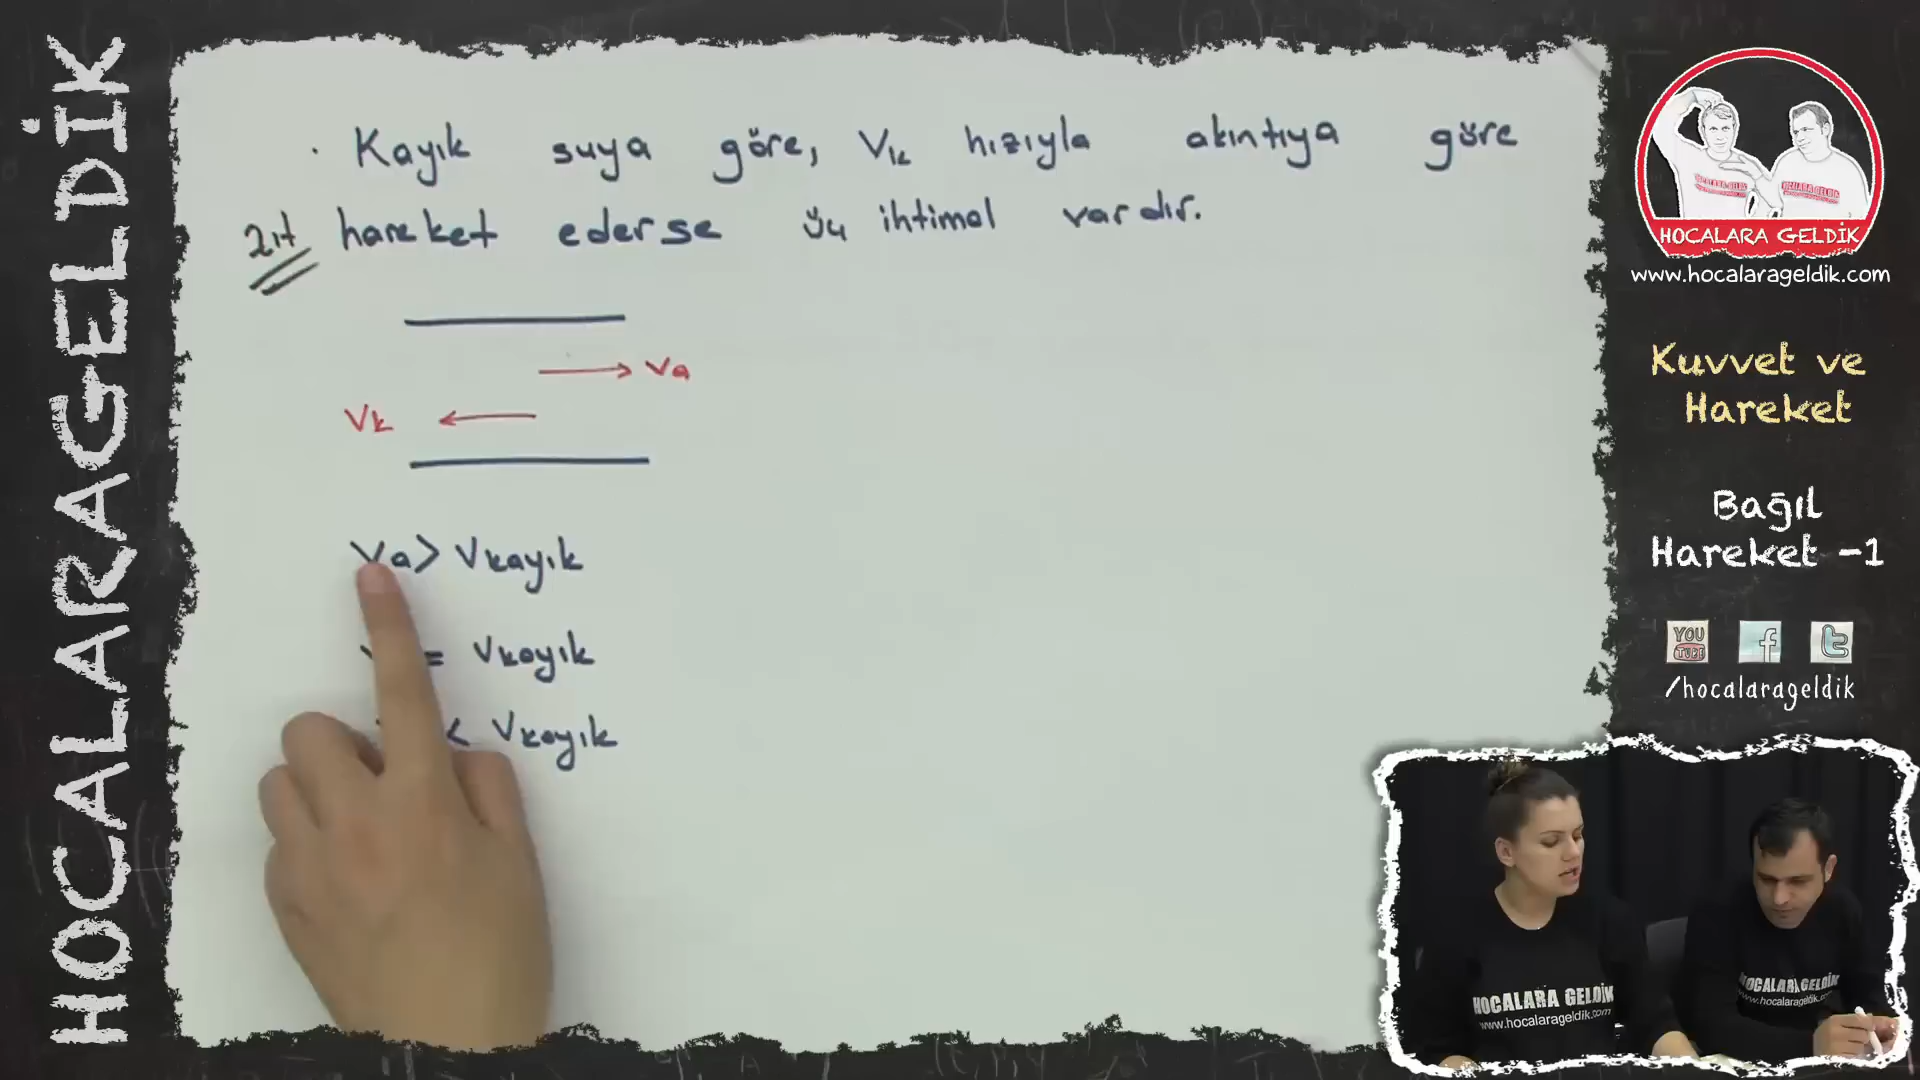 HOCALARAGELDİK
. Kayık suya göre, Vk hızıyla akıntıya göre
zıt hareket ederse üç ihtimal vardır.
Va
Vk
Va > Vkayık
= Vkayık
< Vkayık
HOCALARA GELDİK
www.hocalarageldik.com
Kuvvet ve
Hareket
Bağıl
Hareket -1
YOU
TUBE
f
t
/hocalarageldik
HOCALARA GELDİK
www.hocalarageldik.com
HOCALARA GELDİK
www.hocalarageldik.com